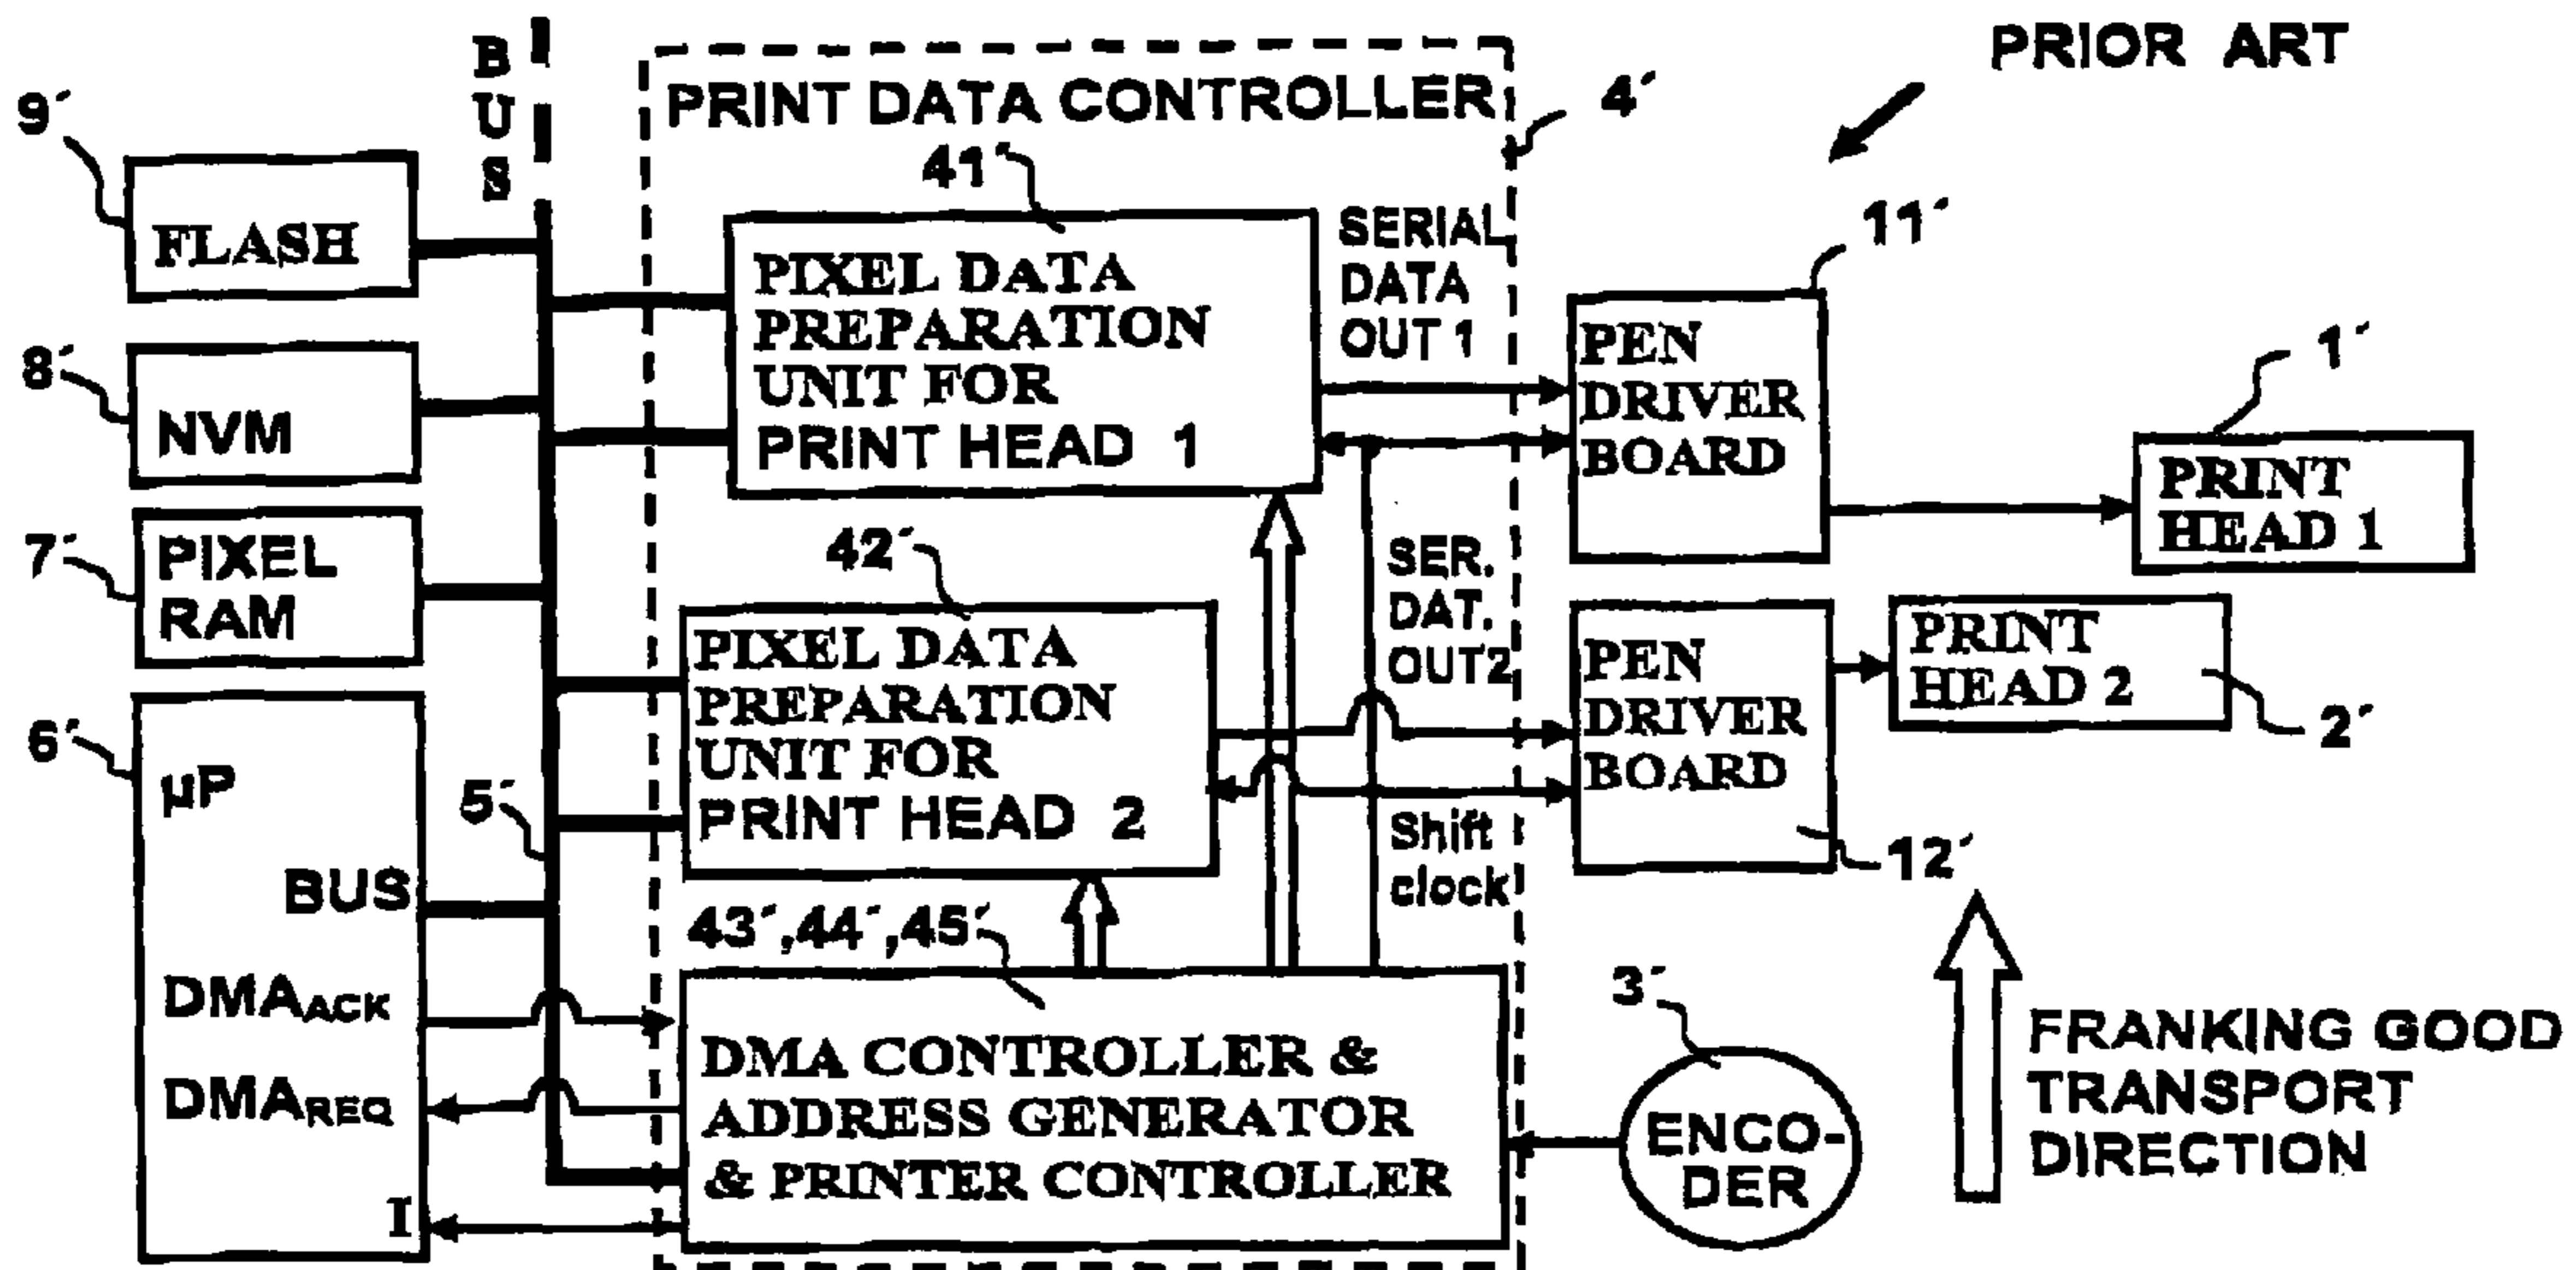 PRIOR ART
BUS
PRINT DATA CONTROLLER
4´
9´
FLASH
41´
PIXEL DATA
PREPARATION
UNIT FOR
PRINT HEAD 1
SERIAL
DATA
OUT 1
11´
PEN
DRIVER
BOARD
1´
PRINT
HEAD 1
8´
NVM
7´
PIXEL
RAM
42´
PIXEL DATA
PREPARATION
UNIT FOR
PRINT HEAD 2
SER.
DAT.
OUT2
PEN
DRIVER
BOARD
12´
PRINT
HEAD 2
2´
Shift
clock
6´
µP
5´
BUS
DMAACK
DMAREQ
I
43´,44´,45´
DMA CONTROLLER &
ADDRESS GENERATOR
& PRINTER CONTROLLER
3´
ENCO-
DER
FRANKING GOOD
TRANSPORT
DIRECTION